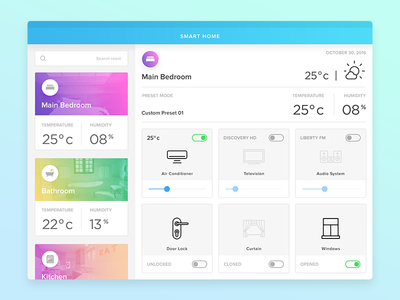 SMART HOME
Search room
Main Bedroom
TEMPERATURE HUMIDITY
25°c 08%
Bathroom
TEMPERATURE HUMIDITY
22°c 13%
Kitchen
OCTOBER 30, 2016
Main Bedroom
25°c
PRESET MODE TEMPERATURE HUMIDITY
Custom Preset 01 25°c 08%
25°c
Air Conditioner
DISCOVERY HD
Television
LIBERTY FM
Audio System
Door Lock
UNLOCKED
Curtain
CLOSED
Windows
OPENED